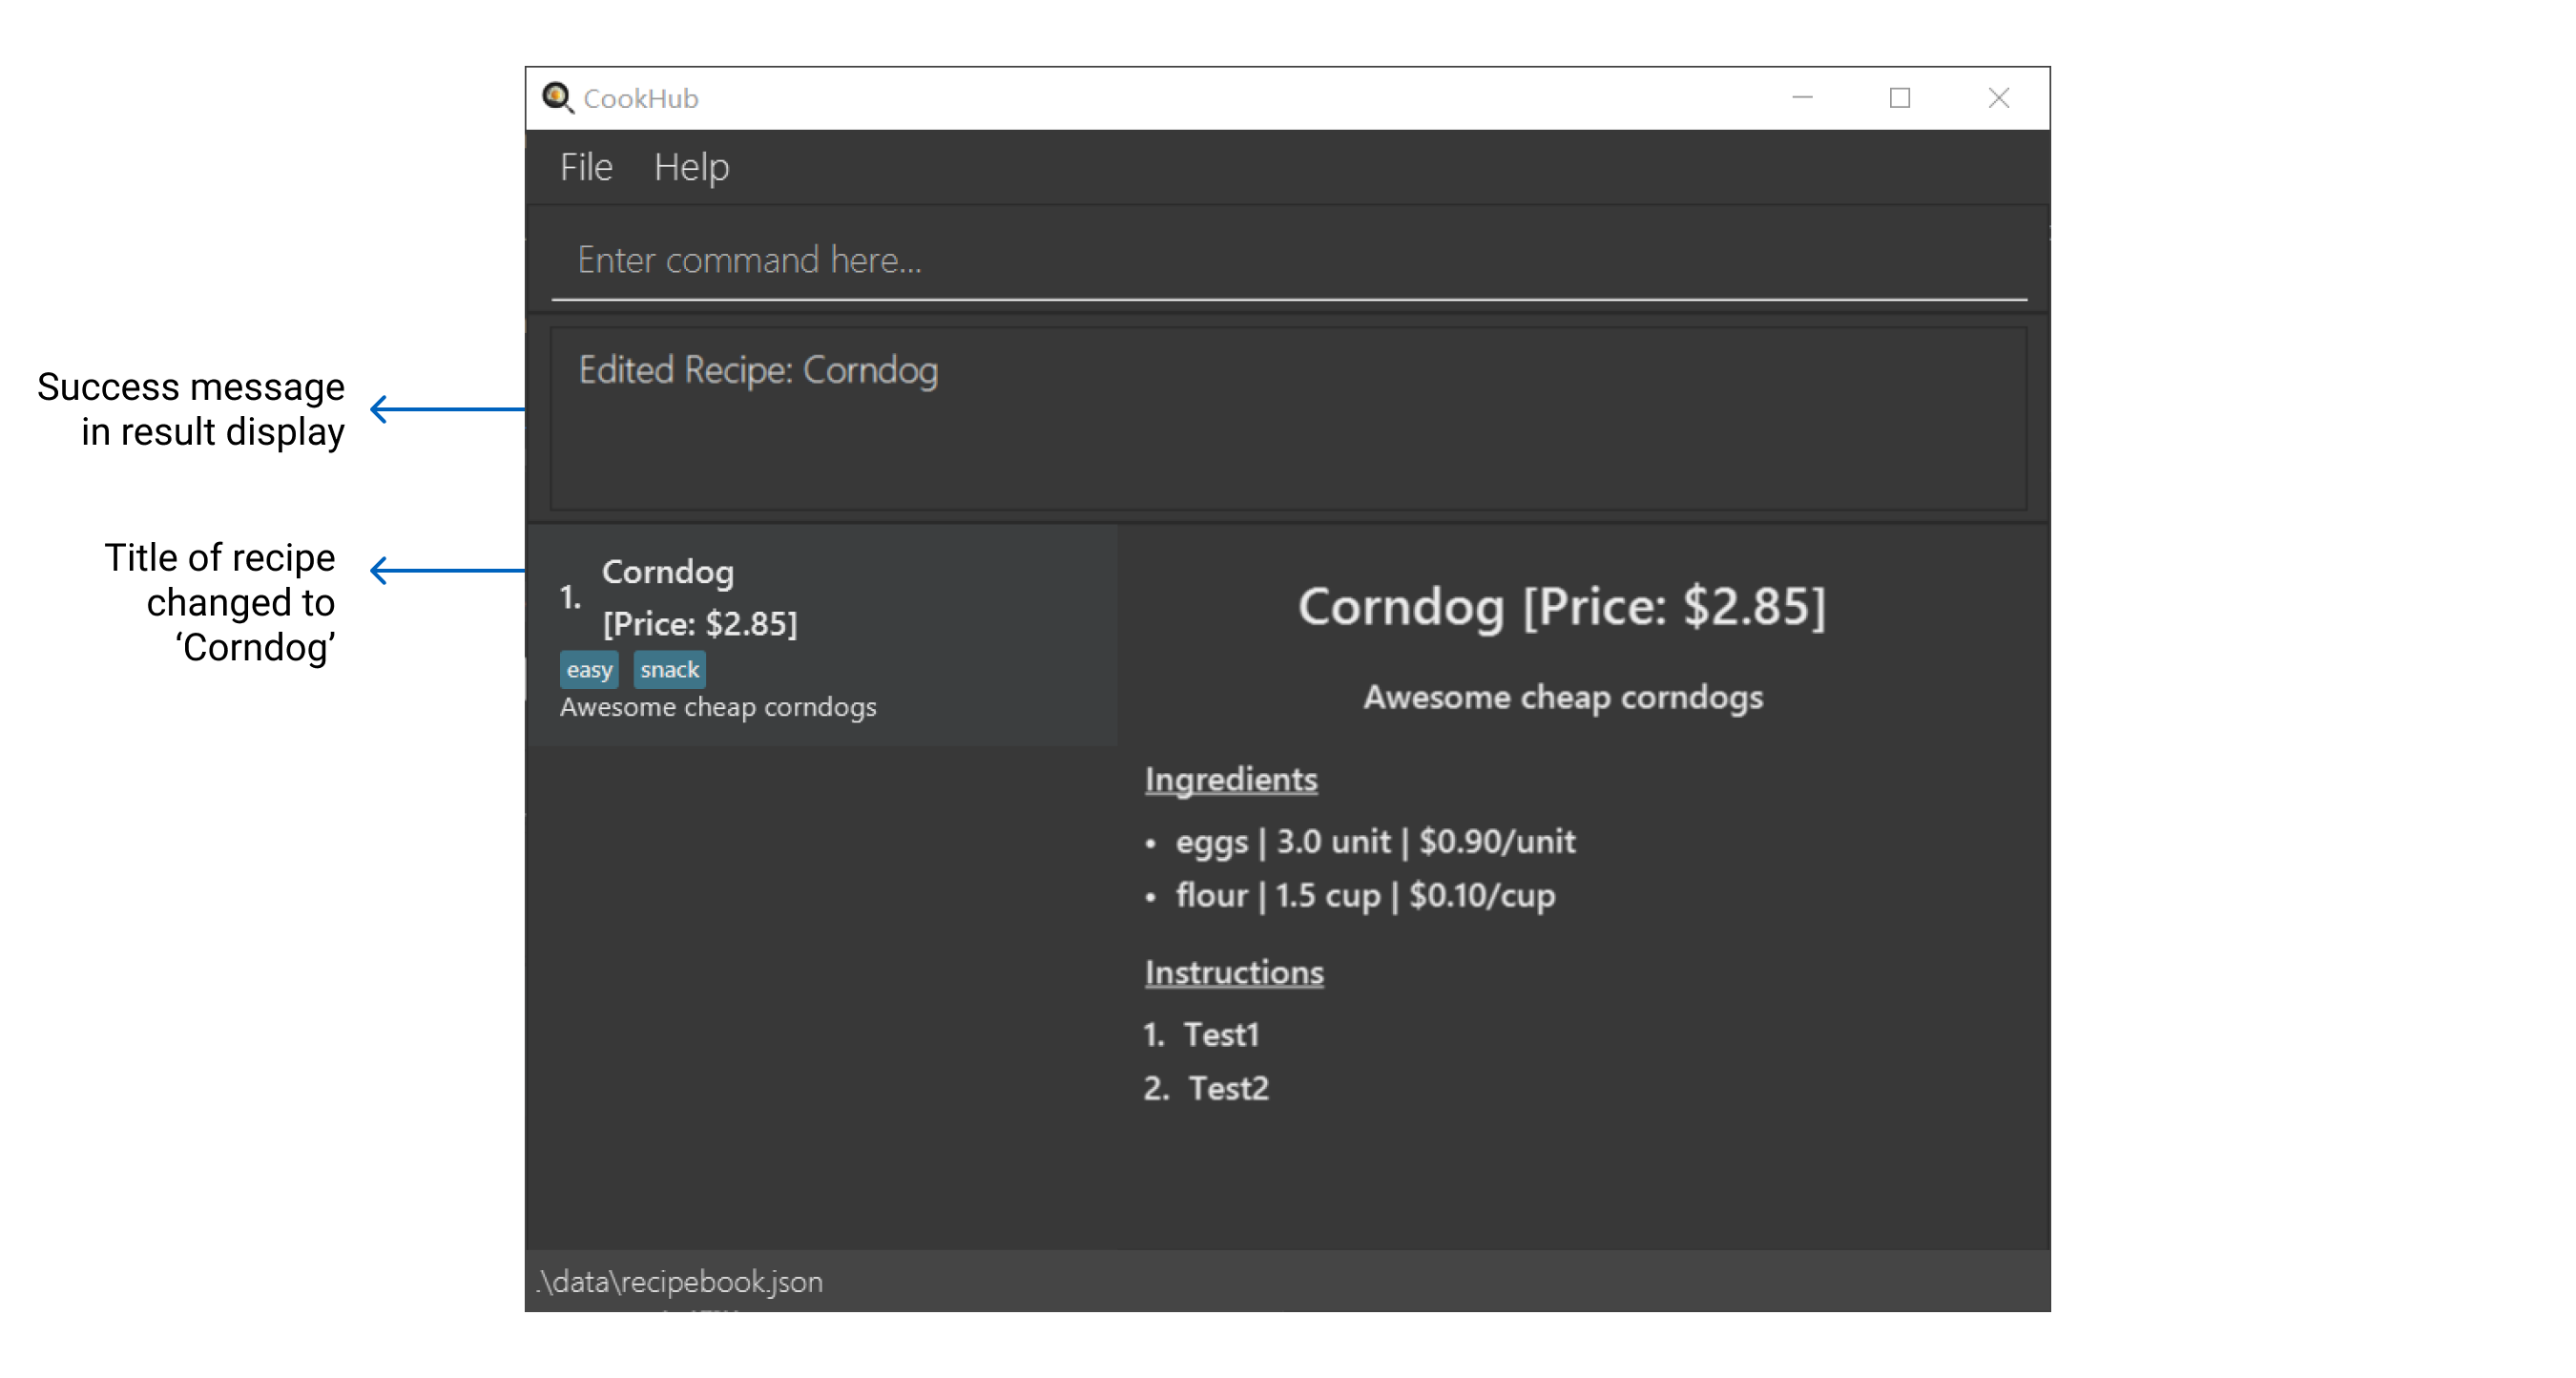 CookHub
File Help
Enter command here...
Success message
in result display
Edited Recipe: Corndog
Title of recipe
changed to
‘Corndog’
1. Corndog
[Price: $2.85]
easy snack
Awesome cheap corndogs
Corndog [Price: $2.85]
Awesome cheap corndogs
Ingredients
• eggs | 3.0 unit | $0.90/unit
• flour | 1.5 cup | $0.10/cup
Instructions
1. Test1
2. Test2
.\data\recipebook.json